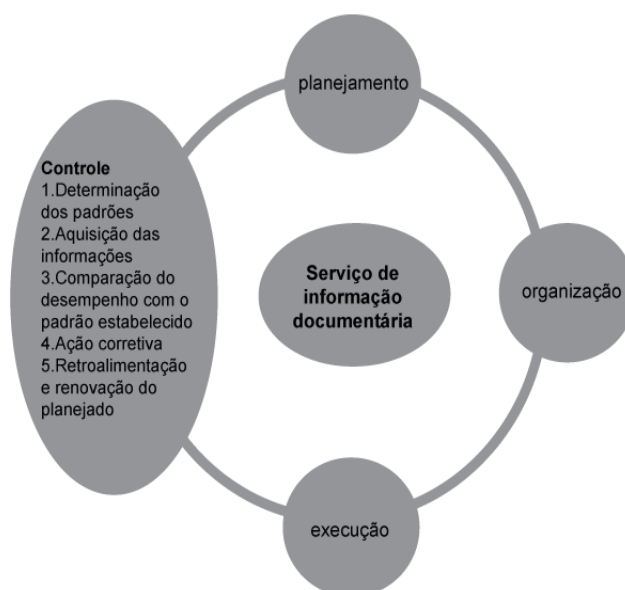 planejamento
Controle
1.Determinação
dos padrões
2.Aquisição das
informações
3.Comparação do
desempenho com o
padrão estabelecido
4.Ação corretiva
5.Retroalimentação
e renovação do
planejado
Serviço de
informação
documentária
organização
execução